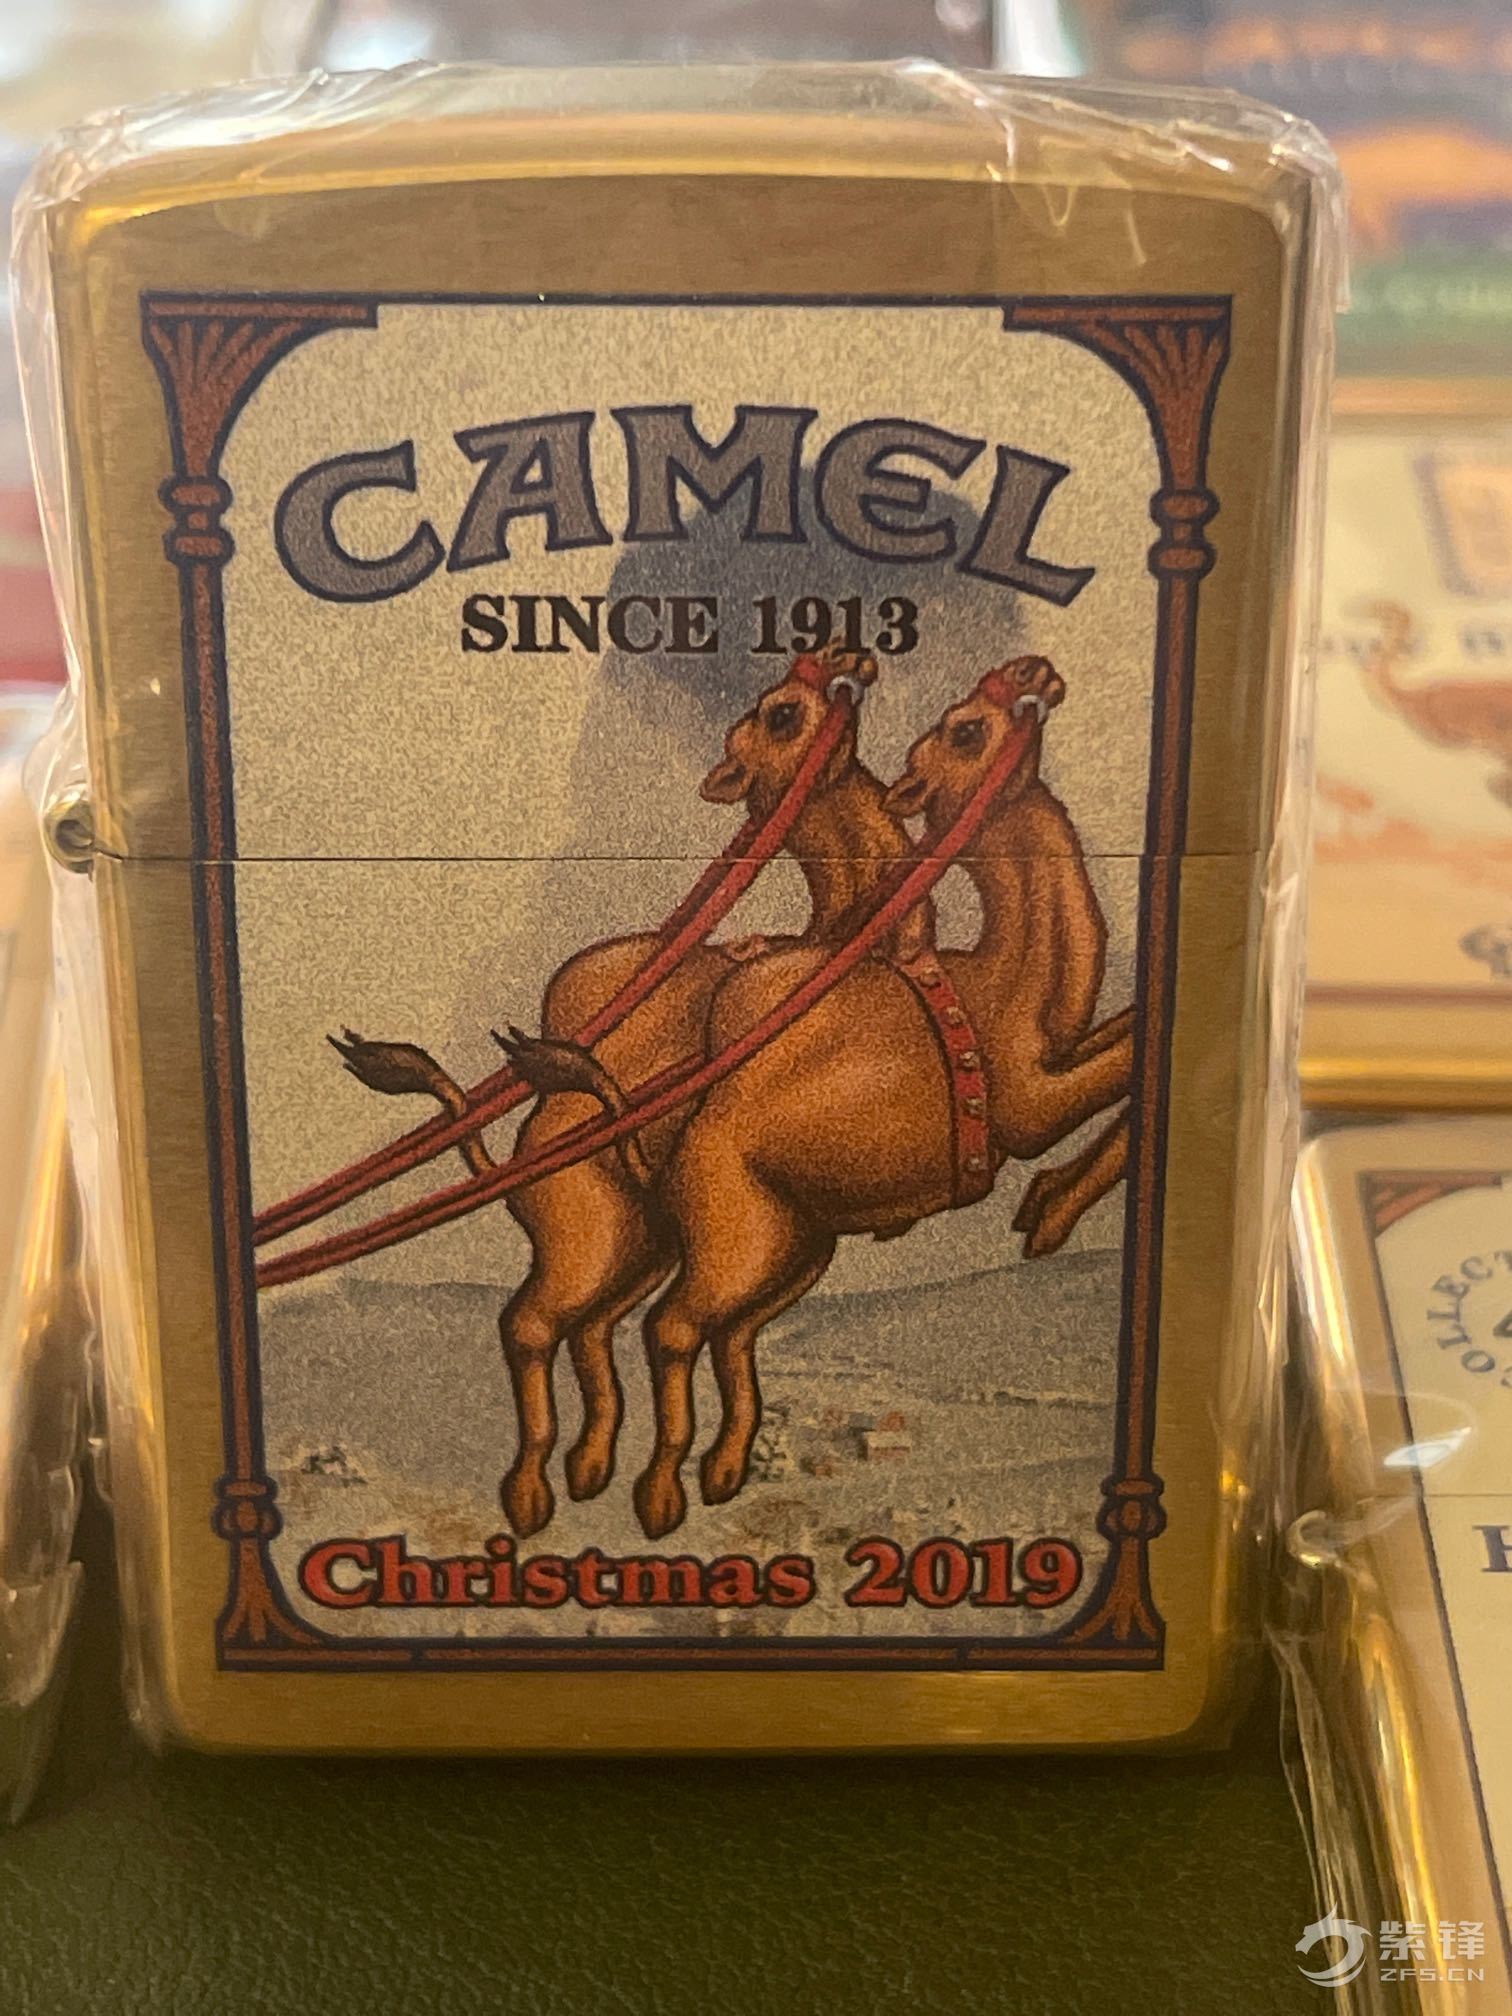 CAMEL
SINCE 1913
Christmas 2019
紫锋
ZFS.CN